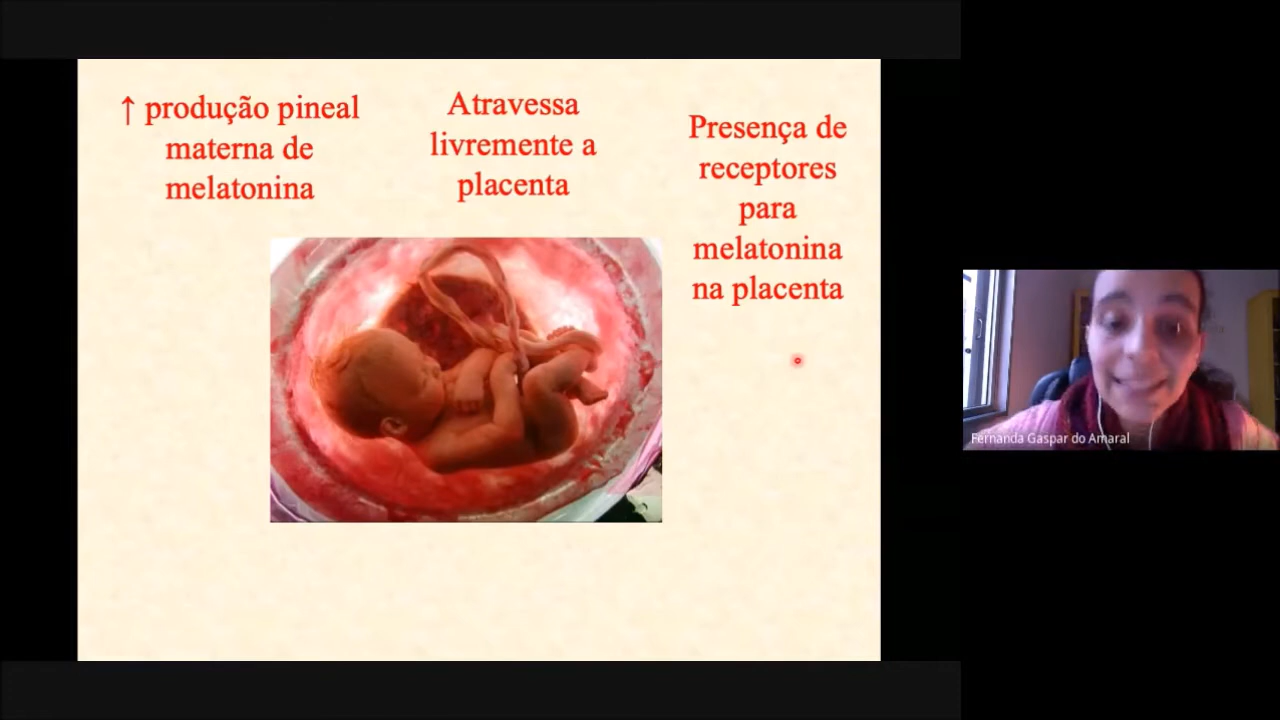 ↑ produção pineal
materna de
melatonina
Atravessa
livremente a
placenta
Presença de
receptores
para
melatonina
na placenta
Fernanda Gaspar do Amaral